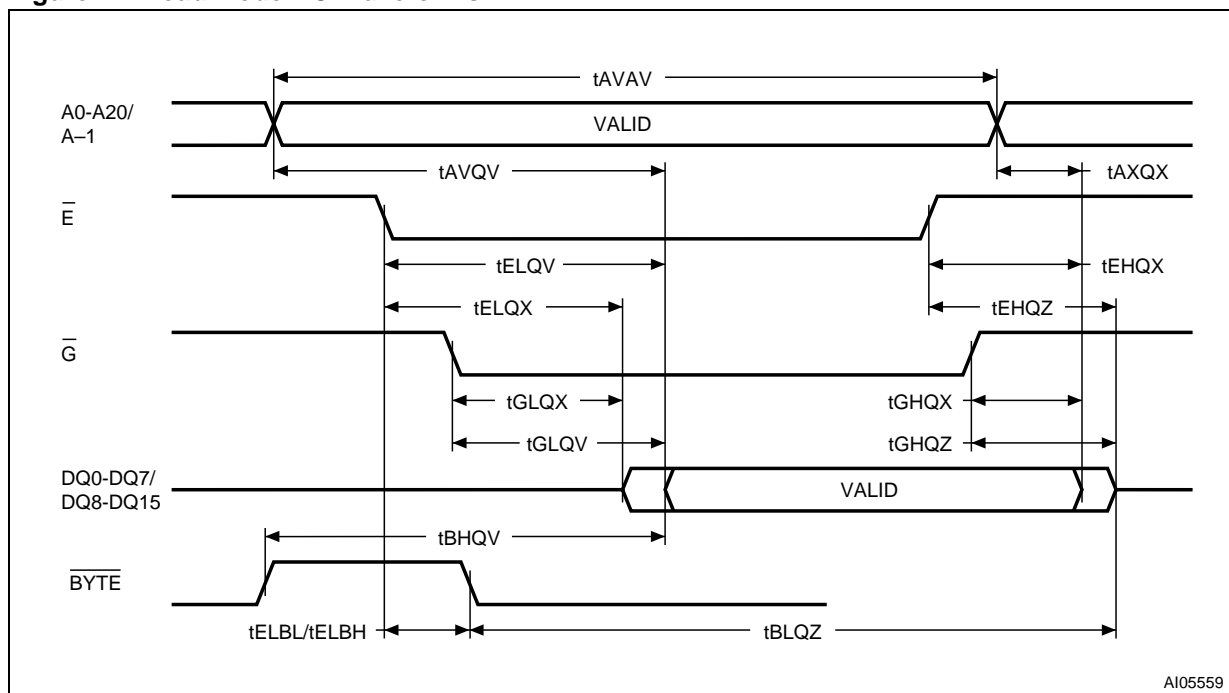 tAVAV
A0-A20/
A–1
VALID
tAVQV
tAXQX
E
tELQV
tEHQX
tELQX
tEHQZ
G
tGLQX
tGHQX
tGLQV
tGHQZ
DQ0-DQ7/
DQ8-DQ15
VALID
tBHQV
BYTE
tELBL/tELBH
tBLQZ
AI05559